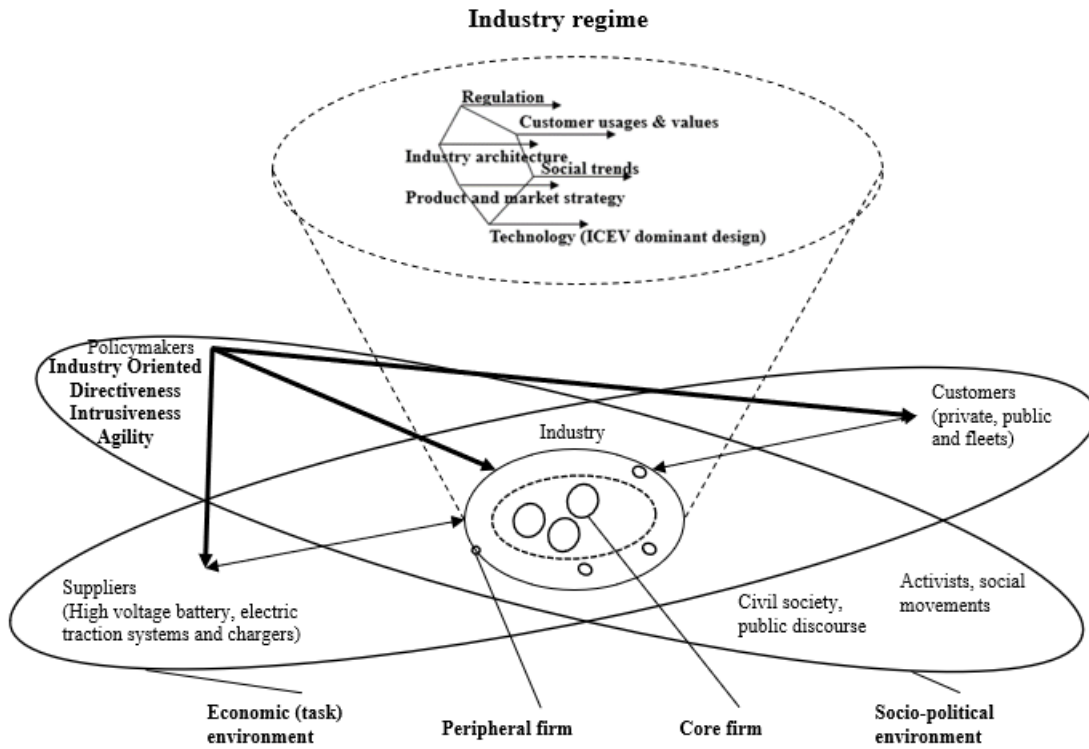 Industry regime
Regulation
Customer usages & values
Industry architecture
Social trends
Product and market strategy
Technology (ICEV dominant design)
Policymakers
Industry Oriented
Directiveness
Intrusiveness
Agility
Customers
(private, public
and fleets)
Industry
Suppliers
(High voltage battery, electric
traction systems and chargers)
Civil society,
public discourse
Activists, social
movements
Economic (task)
environment
Peripheral firm
Core firm
Socio-political
environment